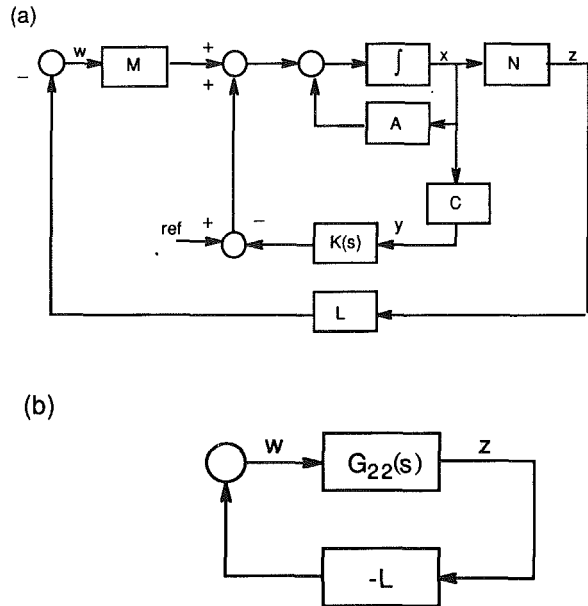 (a)
w
M
+
+
∫
x
N
z
−
A
C
ref
+
−
K(s)
y
L
(b)
w
G₂₂(s)
z
-L